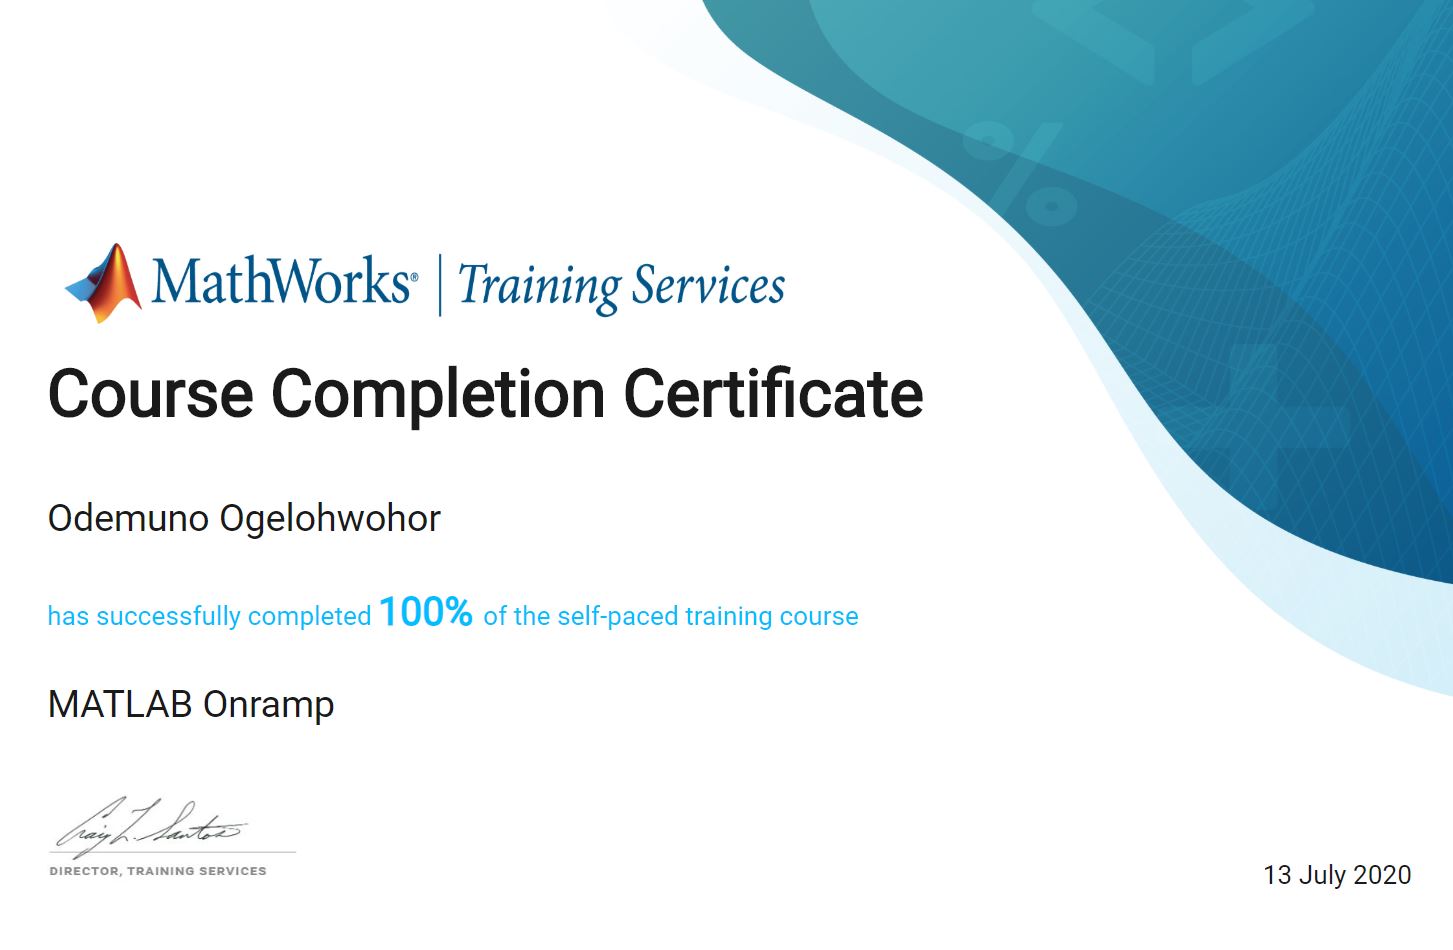 MathWorks® | Training Services
Course Completion Certificate
Odemuno Ogelohwohor
has successfully completed 100% of the self-paced training course
MATLAB Onramp
Craig L. Santos
DIRECTOR, TRAINING SERVICES
13 July 2020
%